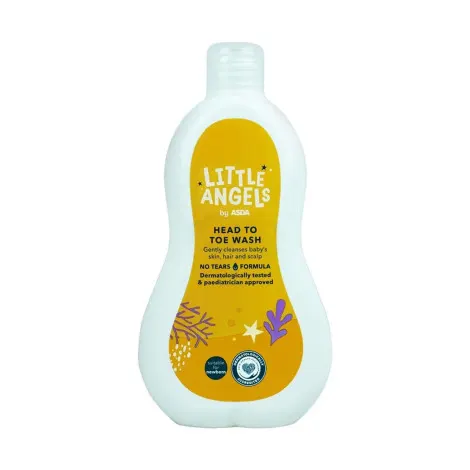 LITTLE
ANGELS
by ASDA
HEAD TO
TOE WASH
Gently cleanses baby's
skin, hair and scalp
NO TEARS FORMULA
Dermatologically tested
& paediatrician approved
suitable
for
newborns